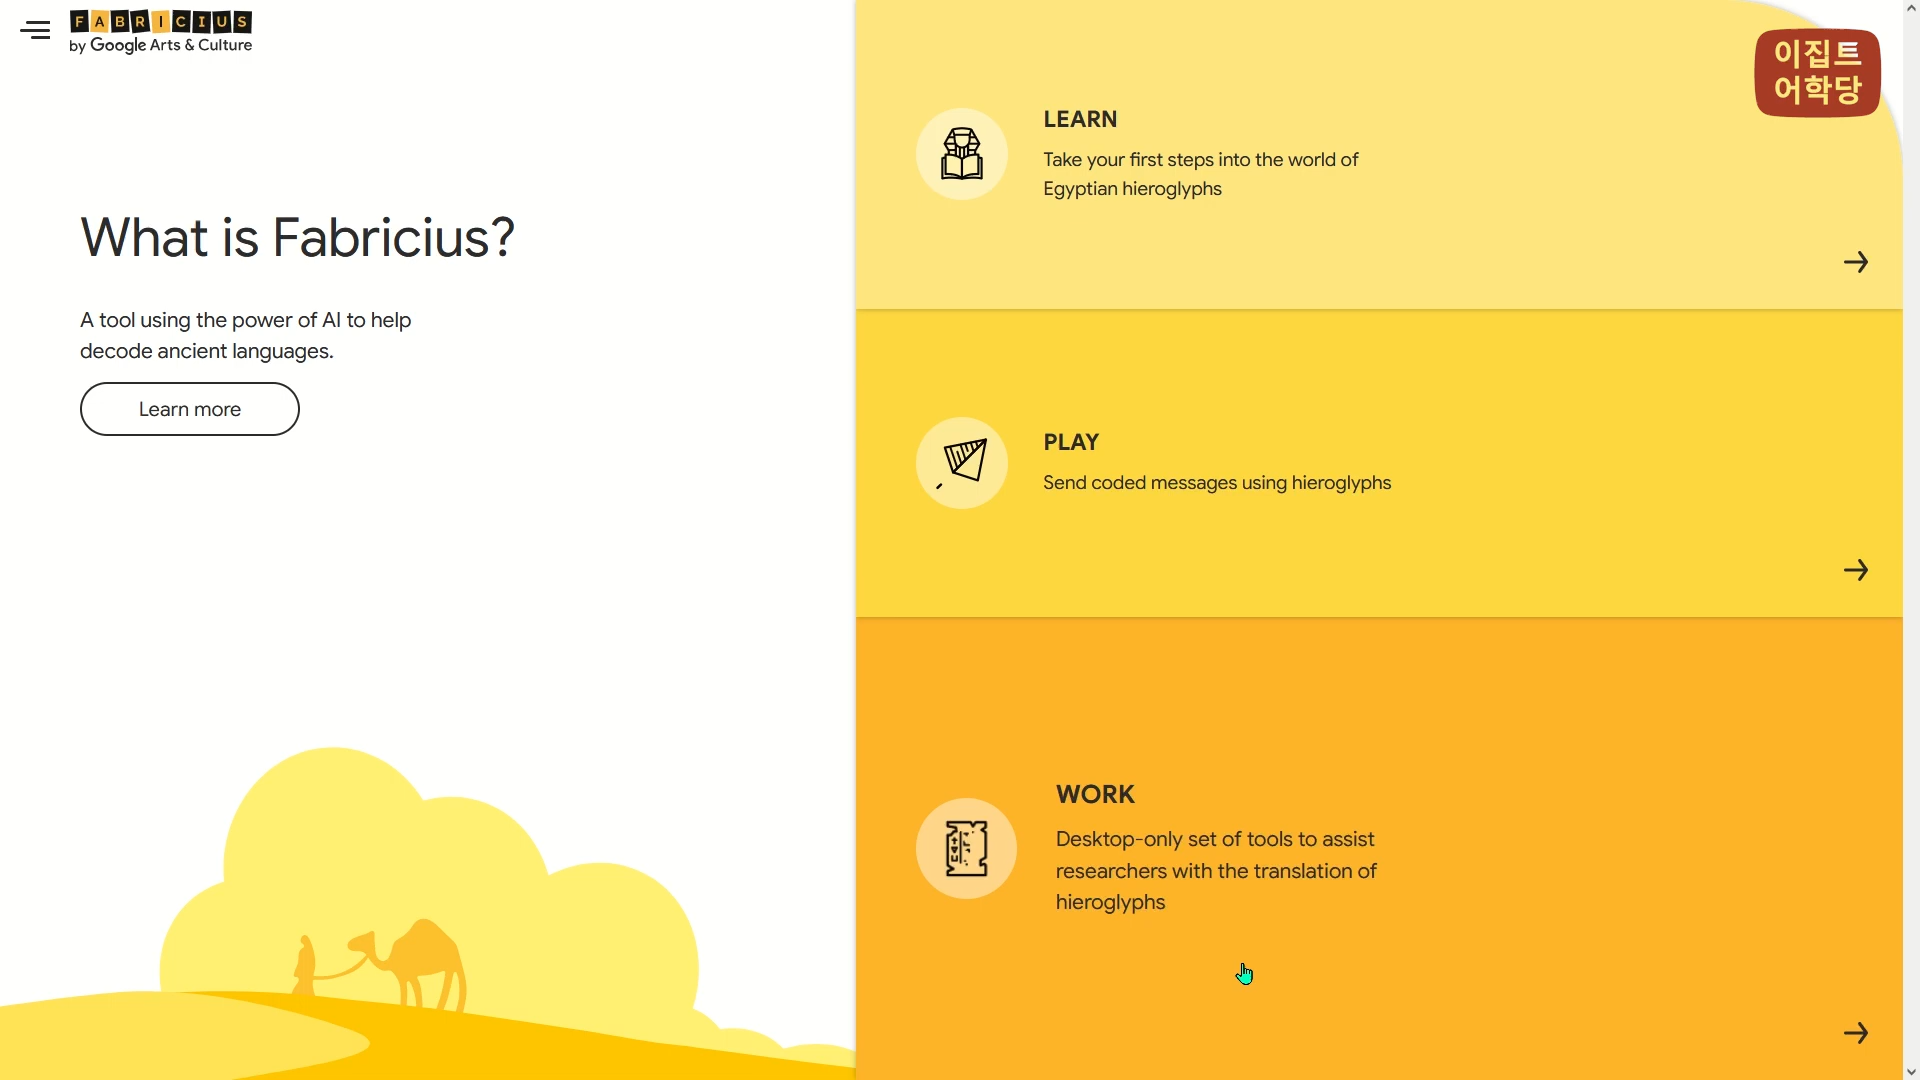 FABRICIUS
by Google Arts & Culture
What is Fabricius?
A tool using the power of AI to help
decode ancient languages.
Learn more
이집트
어학당
LEARN
Take your first steps into the world of
Egyptian hieroglyphs
PLAY
Send coded messages using hieroglyphs
WORK
Desktop-only set of tools to assist
researchers with the translation of
hieroglyphs